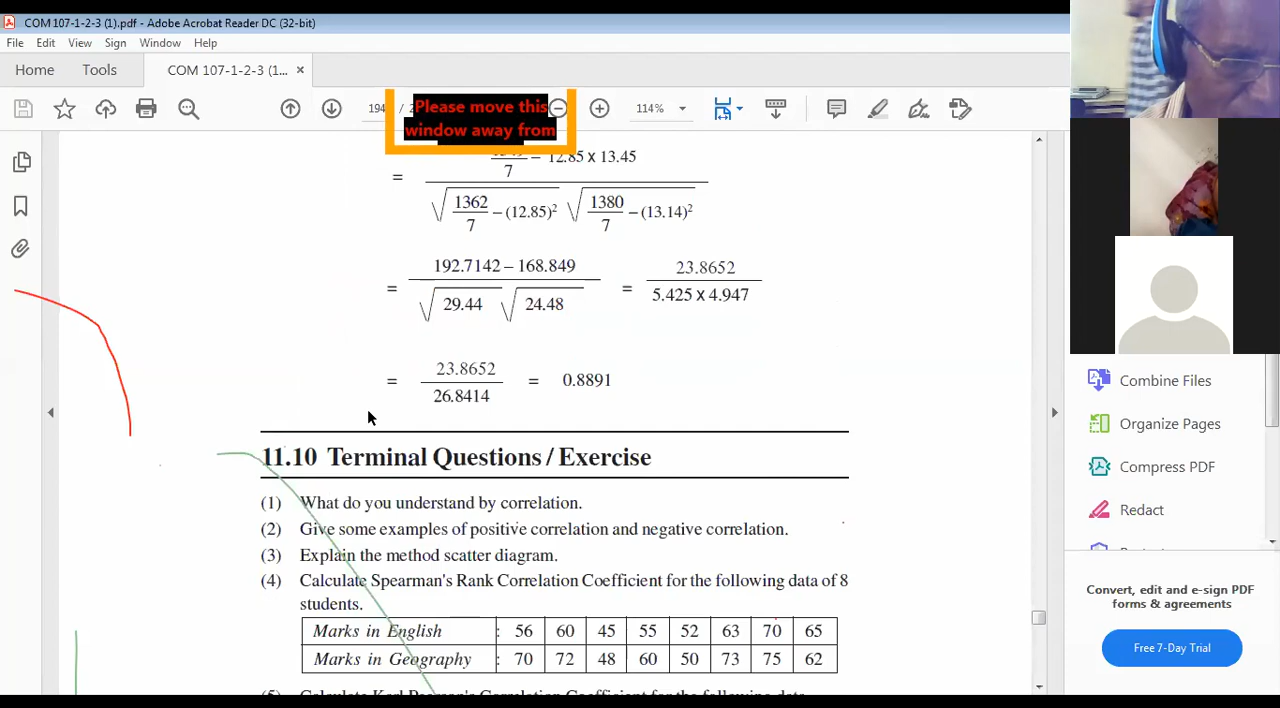 COM 107-1-2-3 (1).pdf - Adobe Acrobat Reader DC (32-bit)
File Edit View Sign Window Help
Home Tools COM 107-1-2-3 (1... ×
194 / 2 Please move this window away from 114%
7 – 12.85 x 13.45
=
√ 1362/7 – (12.85)² √ 1380/7 – (13.14)²
192.7142 – 168.849
= √ 29.44 √ 24.48
= 23.8652 / 5.425 x 4.947
= 23.8652 / 26.8414 = 0.8891
11.10 Terminal Questions / Exercise
(1) What do you understand by correlation.
(2) Give some examples of positive correlation and negative correlation.
(3) Explain the method scatter diagram.
(4) Calculate Spearman's Rank Correlation Coefficient for the following data of 8
students.
Marks in English : 56 60 45 55 52 63 70 65
Marks in Geography : 70 72 48 60 50 73 75 62
(5) Calculate Karl Pearson's Correlation Coefficient for the following data
Combine Files
Organize Pages
Compress PDF
Redact
Convert, edit and e-sign PDF
forms & agreements
Free 7-Day Trial